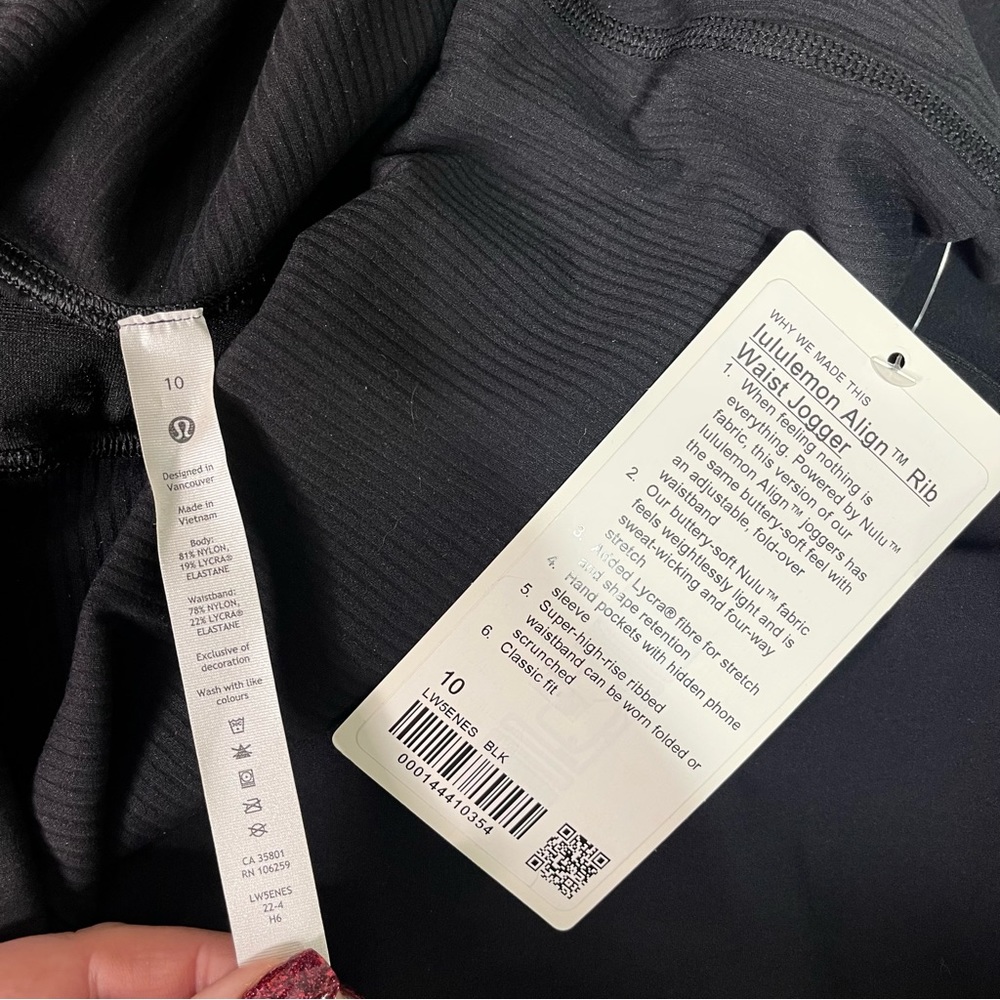 10
Designed in
Vancouver
Made in
Vietnam
Body:
81% NYLON,
19% LYCRA®
ELASTANE
Waistband:
78% NYLON,
22% LYCRA®
ELASTANE
Exclusive of
decoration
Wash with like
colours
CA 35801
RN 106259
LW5ENES
22-4
H6
WHY WE MADE THIS
lululemon Align™ Rib
Waist Jogger
1. When feeling nothing is
everything. Powered by Nulu™
fabric, this version of our
lululemon Align™ joggers has
the same buttery-soft feel with
an adjustable, fold-over
waistband
2. Our buttery-soft Nulu™ fabric
feels weightlessly light and is
sweat-wicking and four-way
stretch
3. Added Lycra® fibre for stretch
and shape retention
4. Hand pockets with hidden phone
sleeve
5. Super-high-rise ribbed
waistband can be worn folded or
scrunched
6. Classic fit
10
LW5ENES BLK
000144410354